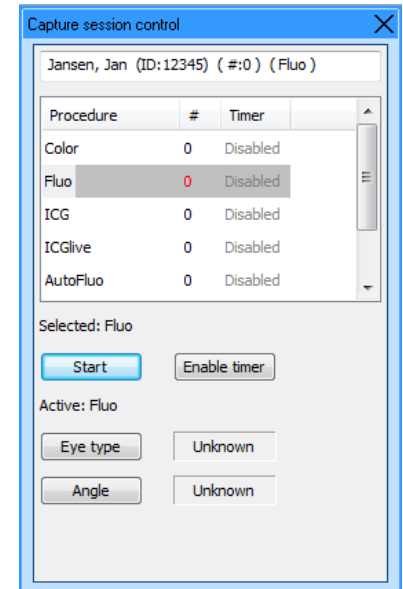 Capture session control
Jansen, Jan (ID:12345) ( #:0 ) ( Fluo )
Procedure # Timer
Color 0 Disabled
Fluo 0 Disabled
ICG 0 Disabled
ICGlive 0 Disabled
AutoFluo 0 Disabled
Selected: Fluo
Start Enable timer
Active: Fluo
Eye type Unknown
Angle Unknown